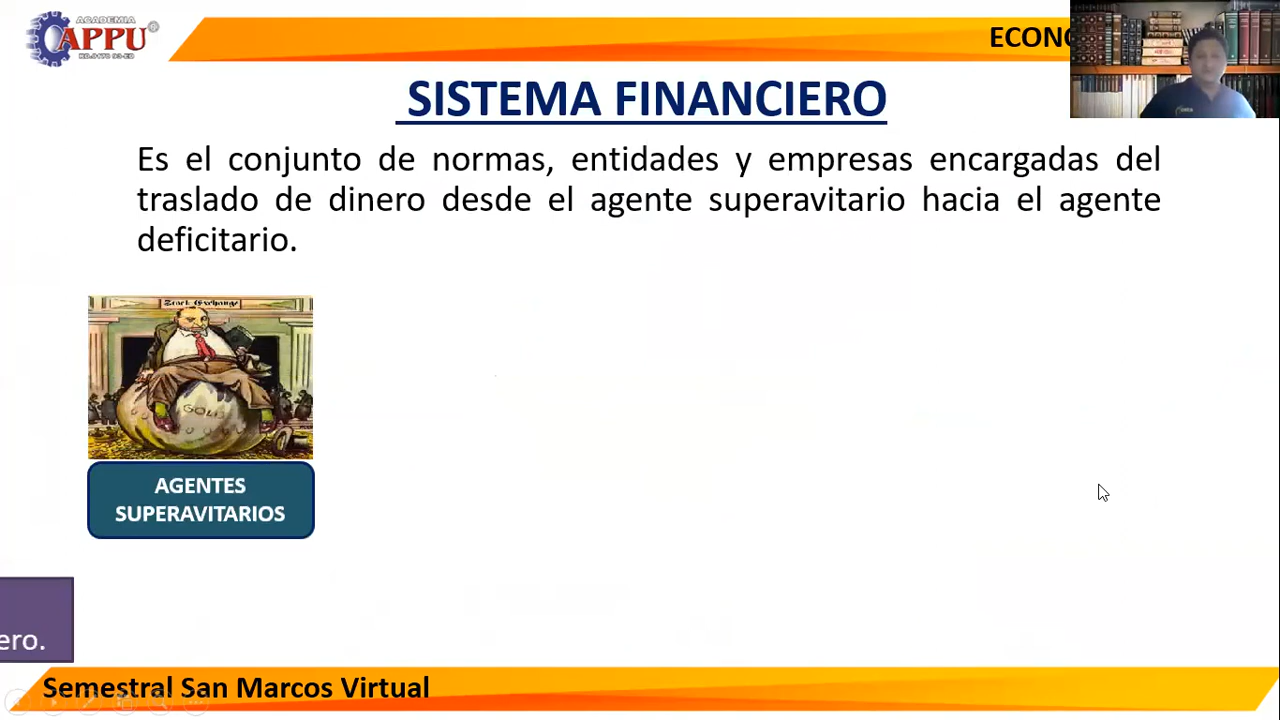 ACADEMIA
APPU
ECONO
SISTEMA FINANCIERO
Es el conjunto de normas, entidades y empresas encargadas del
traslado de dinero desde el agente superavitario hacia el agente
deficitario.
Stock Exchange
GOLD
AGENTES
SUPERAVITARIOS
ero.
Semestral San Marcos Virtual